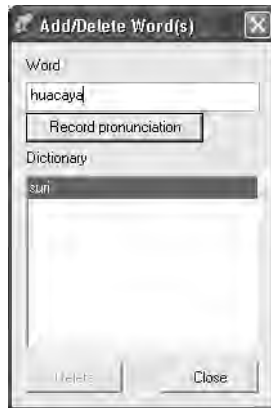 Add/Delete Word(s)
Word
huacaya
Record pronunciation
Dictionary
suri
Delete
Close